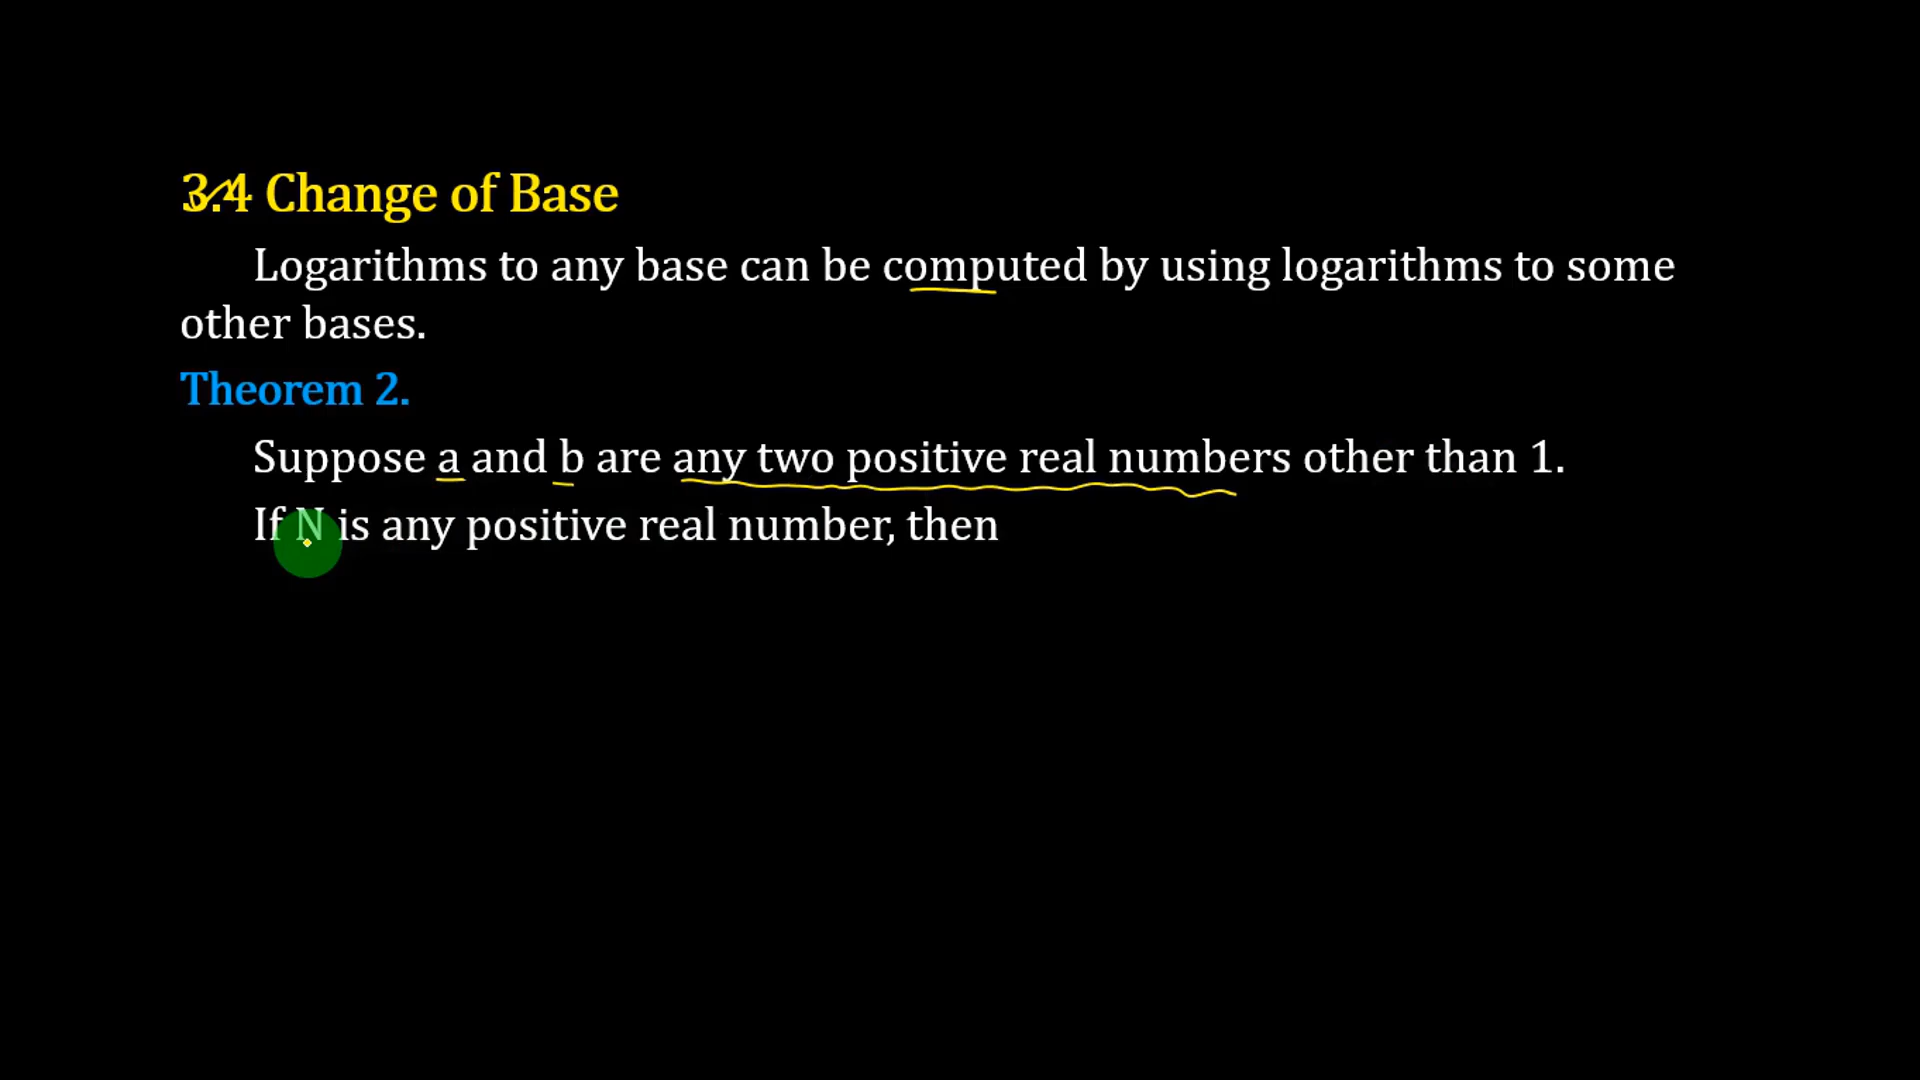 3.4 Change of Base
Logarithms to any base can be computed by using logarithms to some
other bases.
Theorem 2.
Suppose a and b are any two positive real numbers other than 1.
If N is any positive real number, then